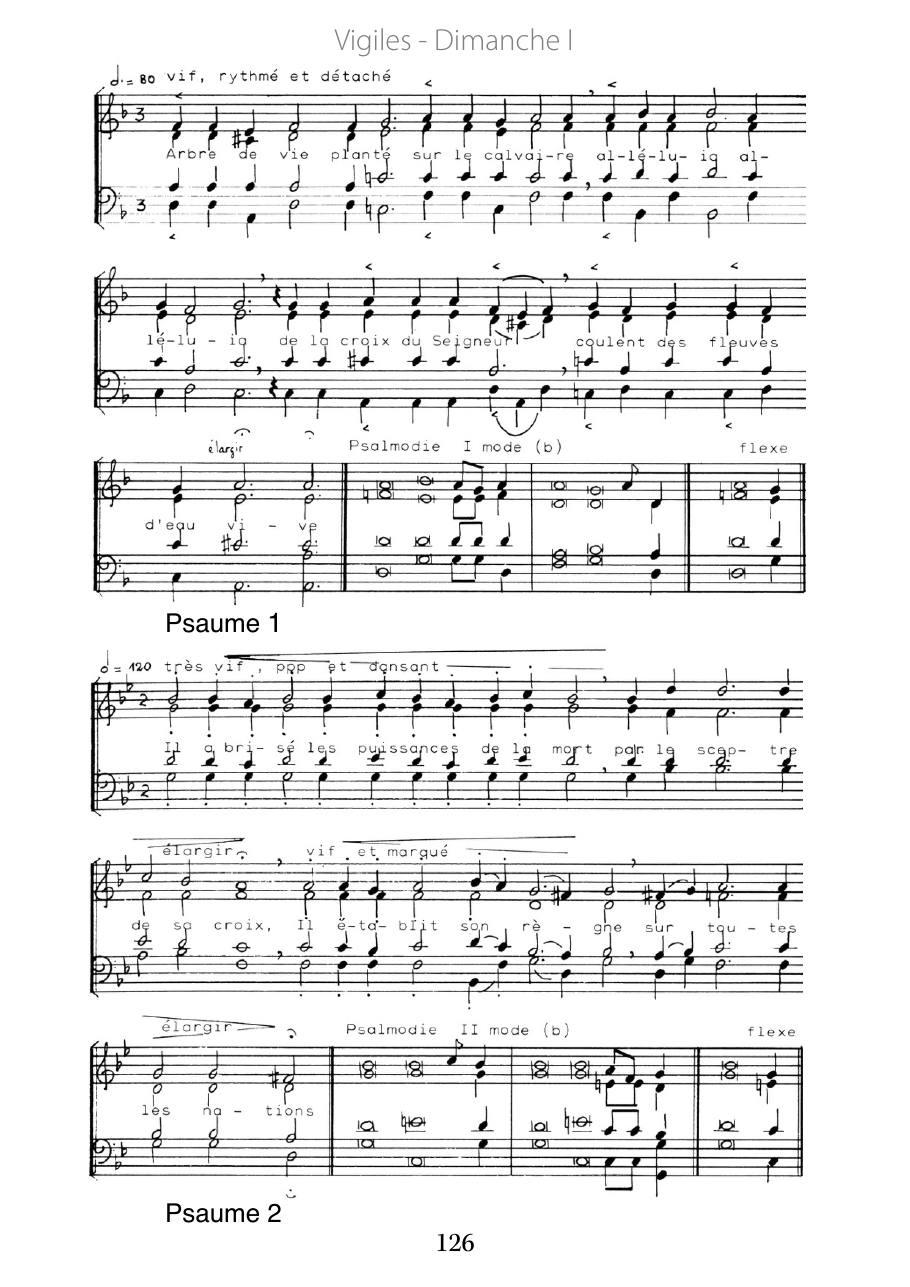 Vigiles - Dimanche I
= 80 vif, rythmé et détaché
3
Arbre de vie planté sur le calvai-re al-lé-lu-ia al-
3
lé-lu - ia de la croix du Seigneur coulent des fleuves
élargir Psalmodie I mode (b) flexe
d'eau vi - ve
Psaume 1
= 120 très vif, ppp et dansant
2
Il a bri-sé les puissances de la mort par le scep- tre
2
élargir vif et marqué
de sa croix, Il é-ta-blit son rè - gne sur tou - tes
élargir Psalmodie II mode (b) flexe
les na - tions
Psaume 2
126